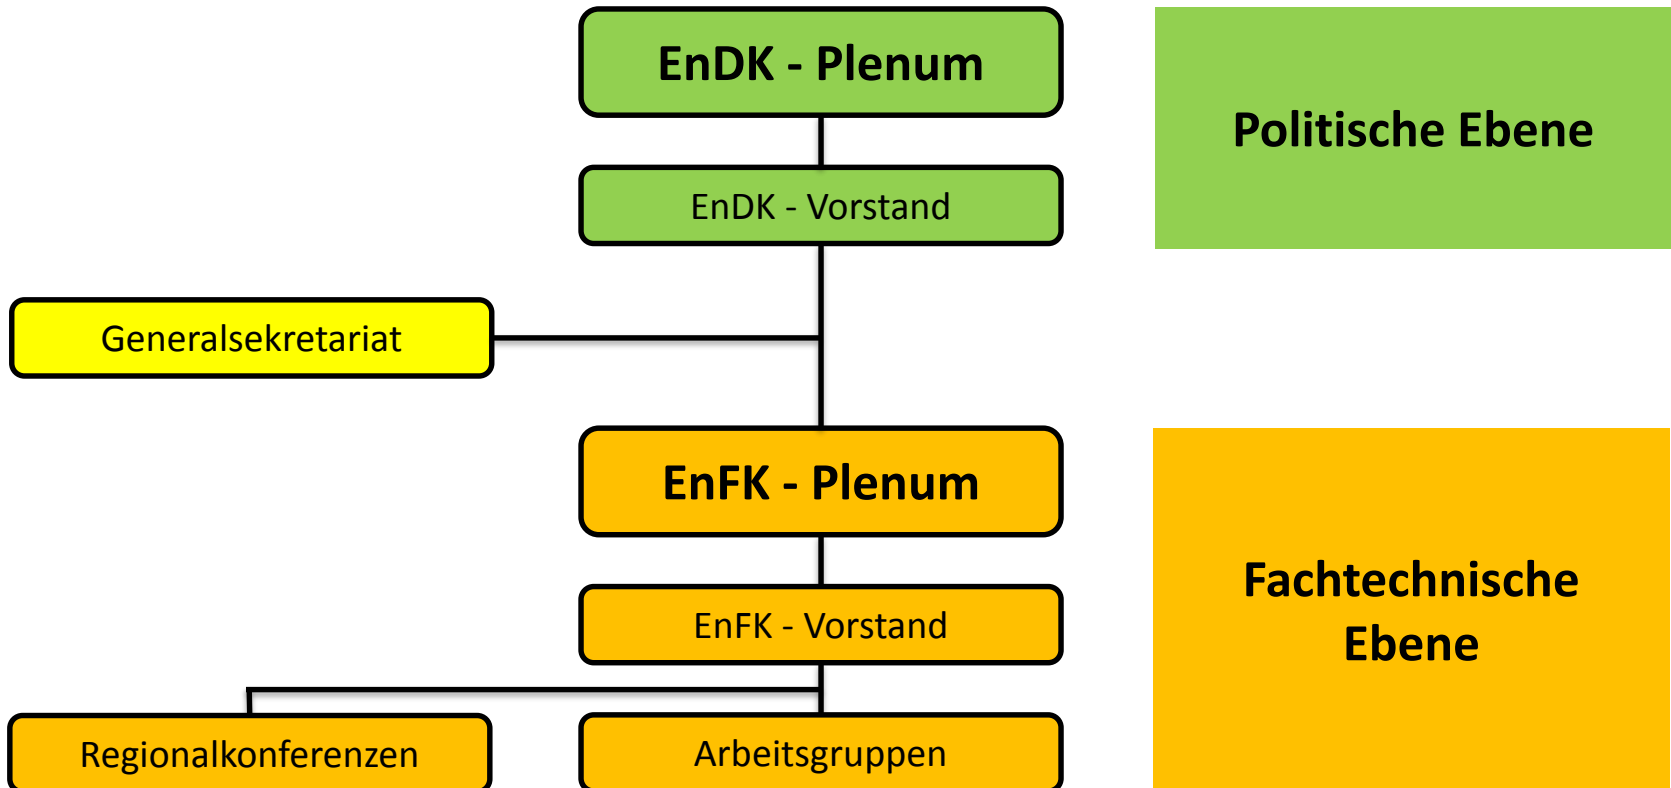 EnDK - Plenum
Politische Ebene
EnDK - Vorstand
Generalsekretariat
EnFK - Plenum
Fachtechnische
Ebene
EnFK - Vorstand
Regionalkonferenzen
Arbeitsgruppen